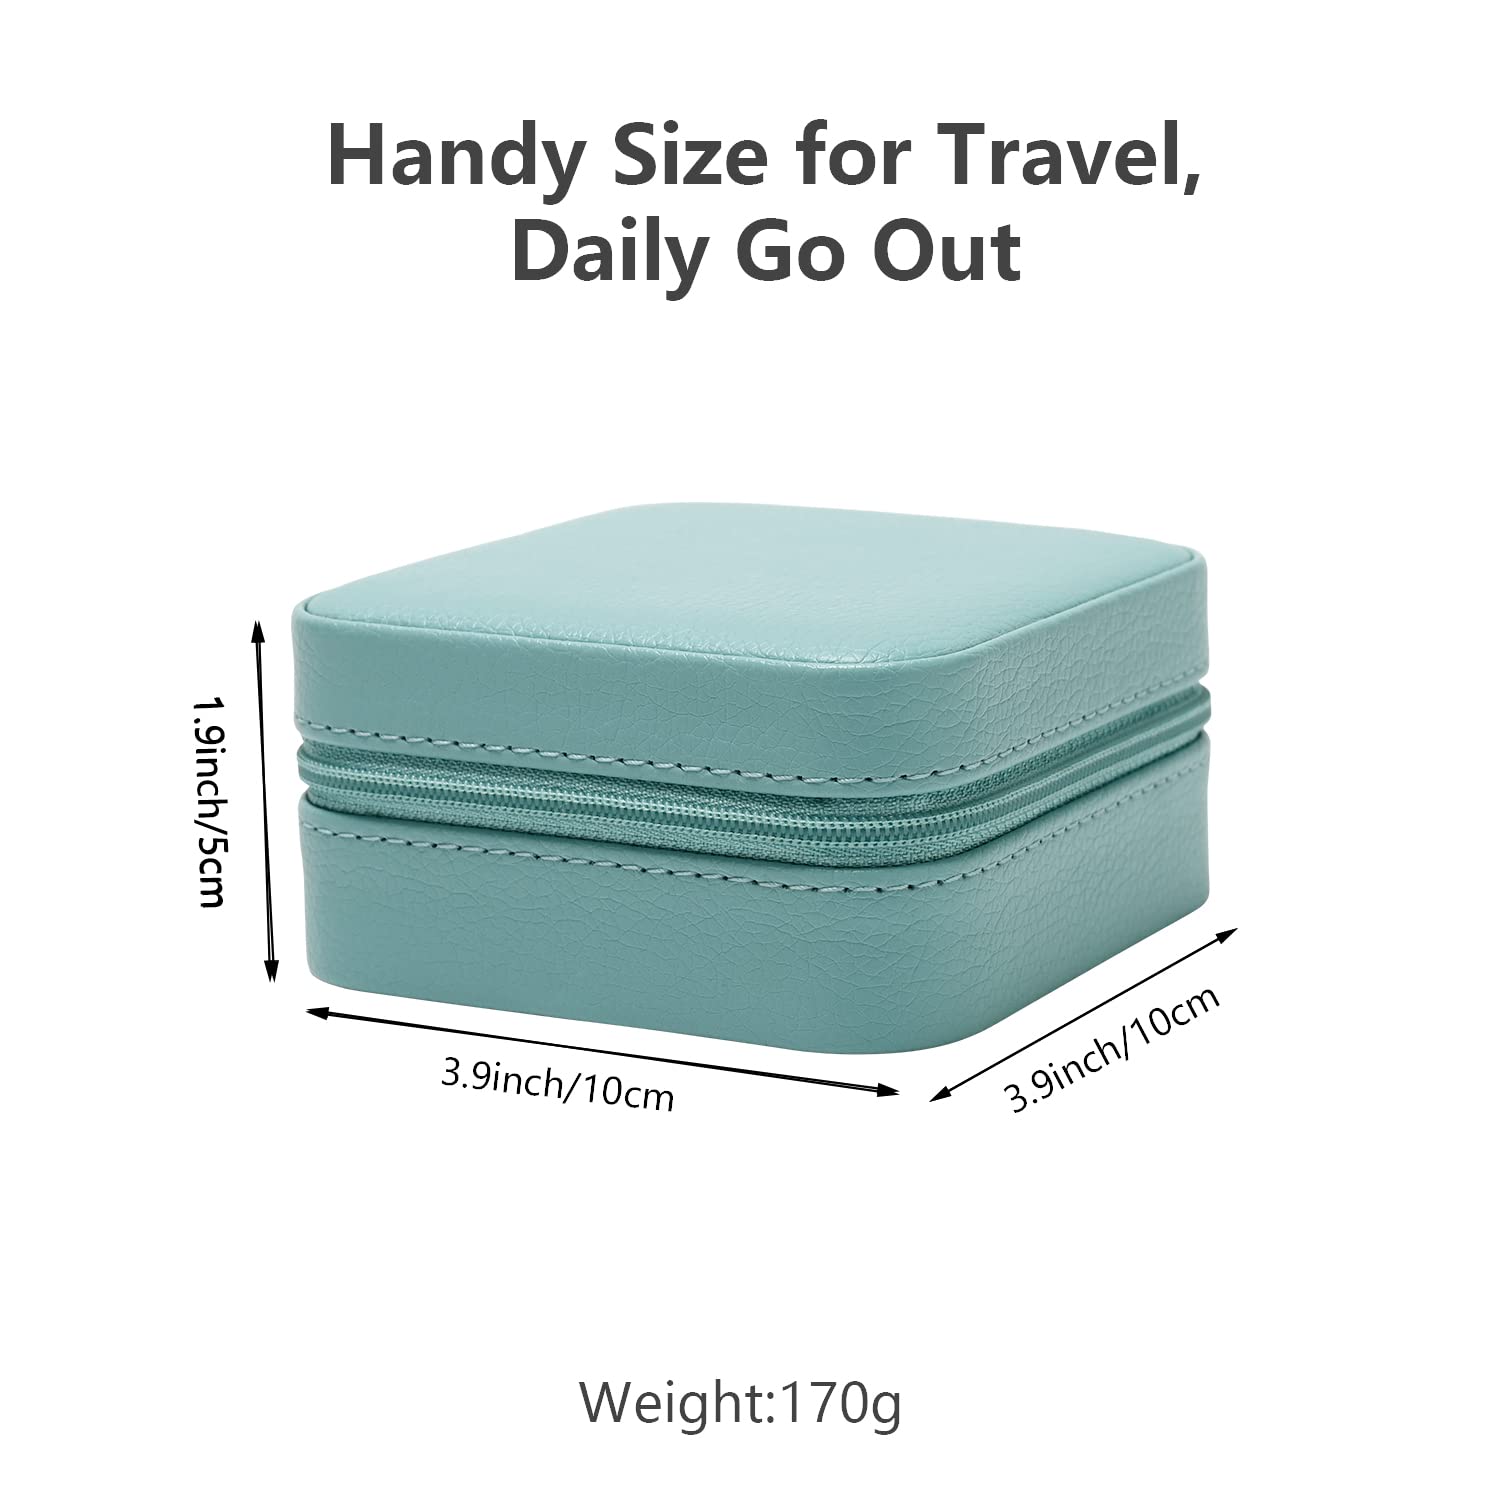 Handy Size for Travel,
Daily Go Out
1.9inch/5cm
3.9inch/10cm
3.9inch/10cm
Weight:170g